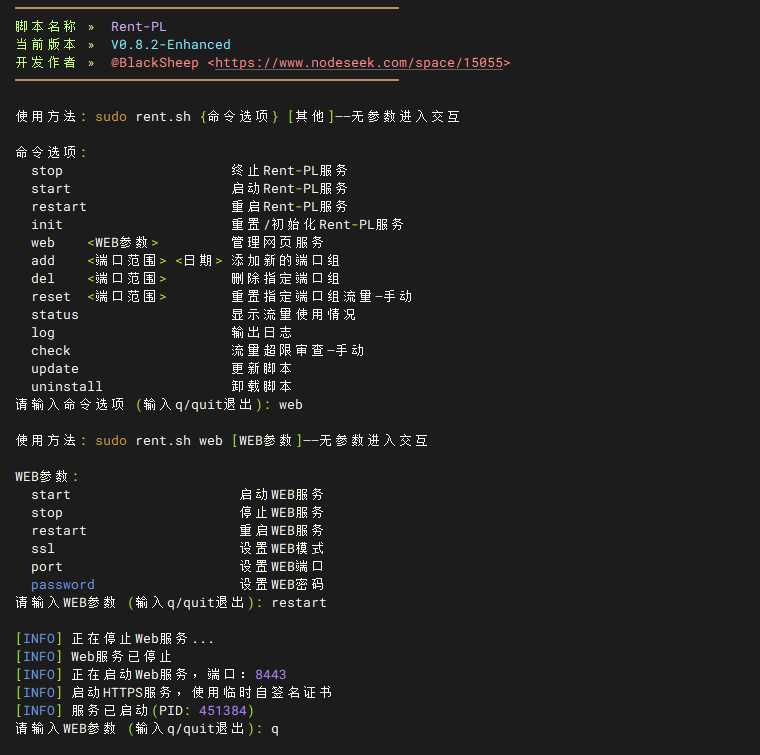 脚本名称 » Rent-PL
当前版本 » V0.8.2-Enhanced
开发作者 » @BlackSheep <https://www.nodeseek.com/space/15055>
使用方法: sudo rent.sh {命令选项} [其他]——无参数进入交互
命令选项:
stop 终止Rent-PL服务
start 启动Rent-PL服务
restart 重启Rent-PL服务
init 重置/初始化Rent-PL服务
web <WEB参数> 管理网页服务
add <端口范围> <日期> 添加新的端口组
del <端口范围> 删除指定端口组
reset <端口范围> 重置指定端口组流量-手动
status 显示流量使用情况
log 输出日志
check 流量超限审查-手动
update 更新脚本
uninstall 卸载脚本
请输入命令选项 (输入q/quit退出): web
使用方法: sudo rent.sh web [WEB参数]——无参数进入交互
WEB参数:
start 启动WEB服务
stop 停止WEB服务
restart 重启WEB服务
ssl 设置WEB模式
port 设置WEB端口
password 设置WEB密码
请输入WEB参数 (输入q/quit退出): restart
[INFO] 正在停止Web服务...
[INFO] Web服务已停止
[INFO] 正在启动Web服务，端口: 8443
[INFO] 启动HTTPS服务，使用临时自签名证书
[INFO] 服务已启动(PID: 451384)
请输入WEB参数 (输入q/quit退出): q